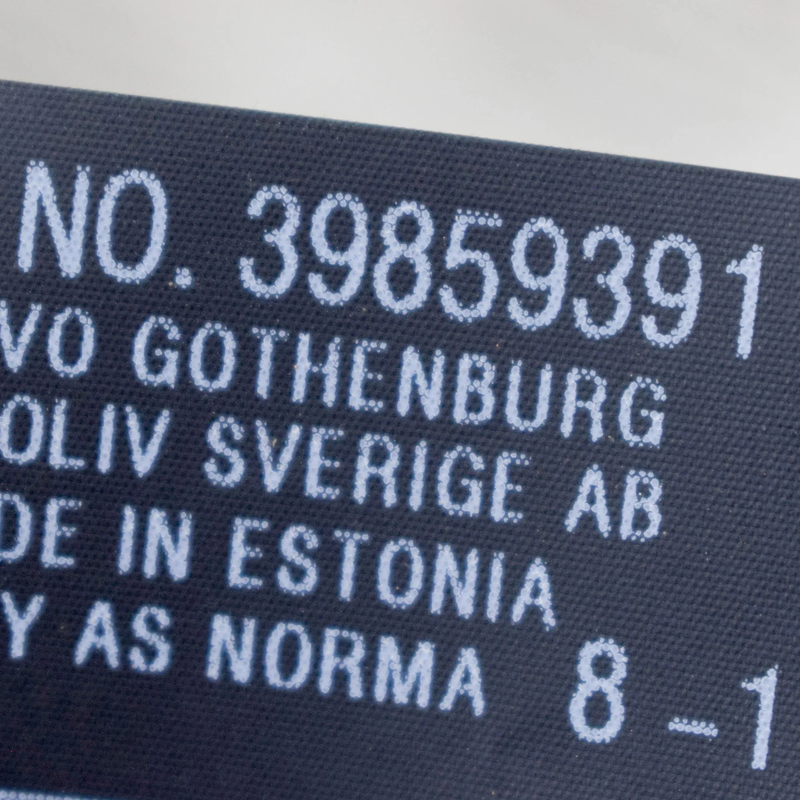 NO. 39859391
VO GOTHENBURG
OLIV SVERIGE AB
DE IN ESTONIA
Y AS NORMA 8-1